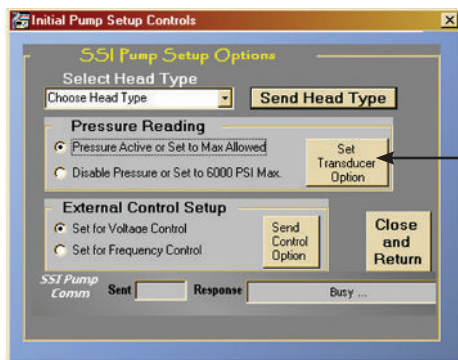 Initial Pump Setup Controls
SSI Pump Setup Options
Select Head Type
Choose Head Type
Send Head Type
Pressure Reading
Pressure Active or Set to Max Allowed
Disable Pressure or Set to 6000 PSI Max.
Set
Transducer
Option
External Control Setup
Set for Voltage Control
Set for Frequency Control
Send
Control
Option
Close
and
Return
SSI Pump
Comm
Sent
Response
Busy ...